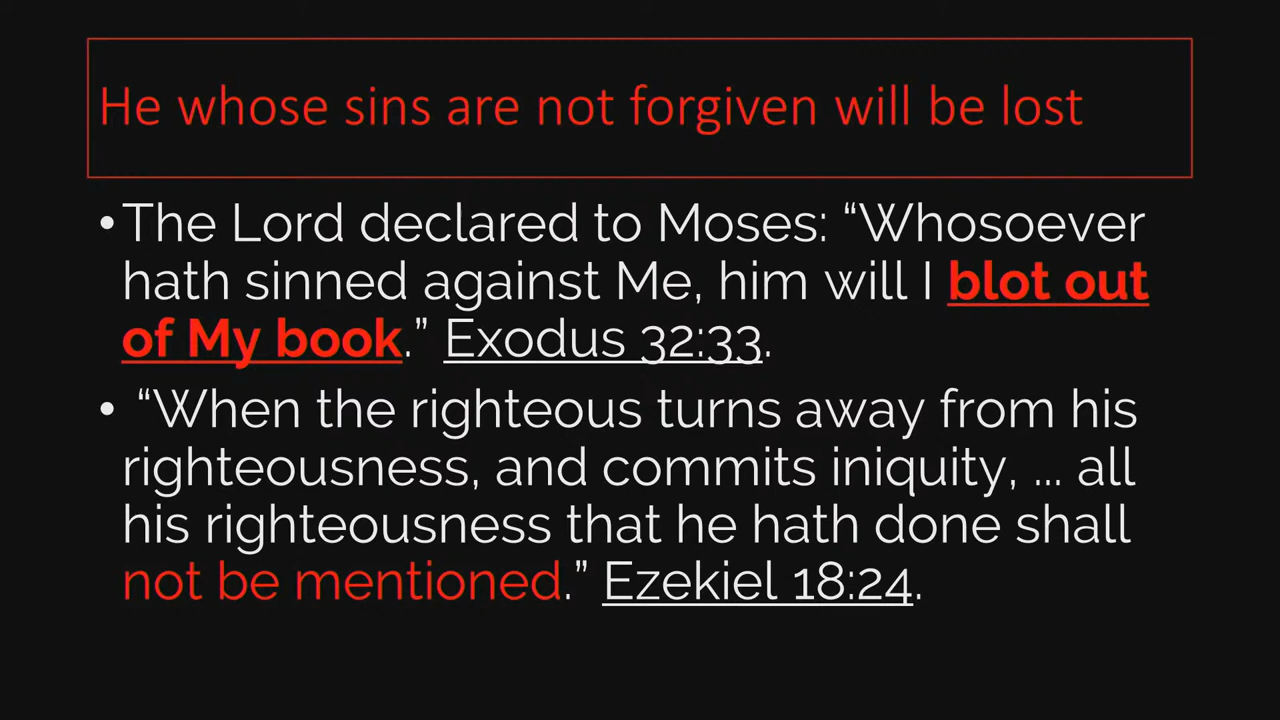 He whose sins are not forgiven will be lost
•The Lord declared to Moses: “Whosoever
hath sinned against Me, him will I blot out
of My book.” Exodus 32:33.
• “When the righteous turns away from his
righteousness, and commits iniquity, ... all
his righteousness that he hath done shall
not be mentioned.” Ezekiel 18:24.